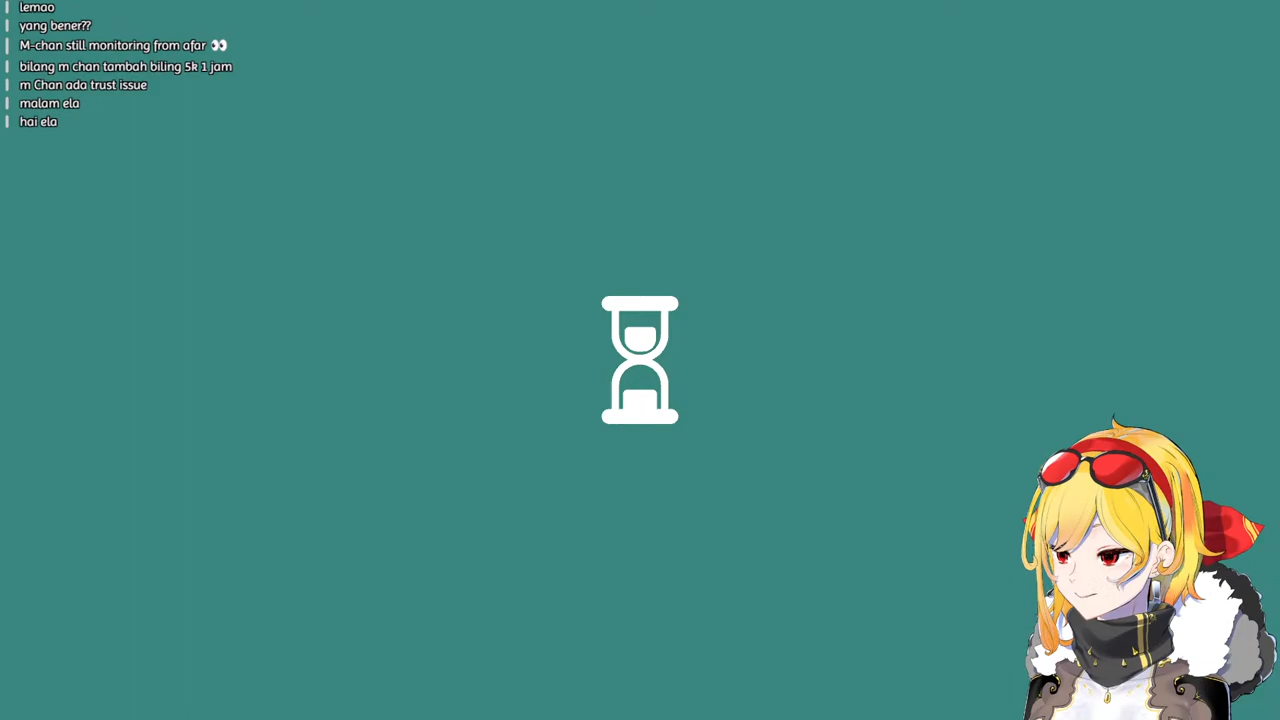 lemao
yang bener??
M-chan still monitoring from afar 👀
bilang m chan tambah biling 5k 1 jam
m Chan ada trust issue
malam ela
hai ela